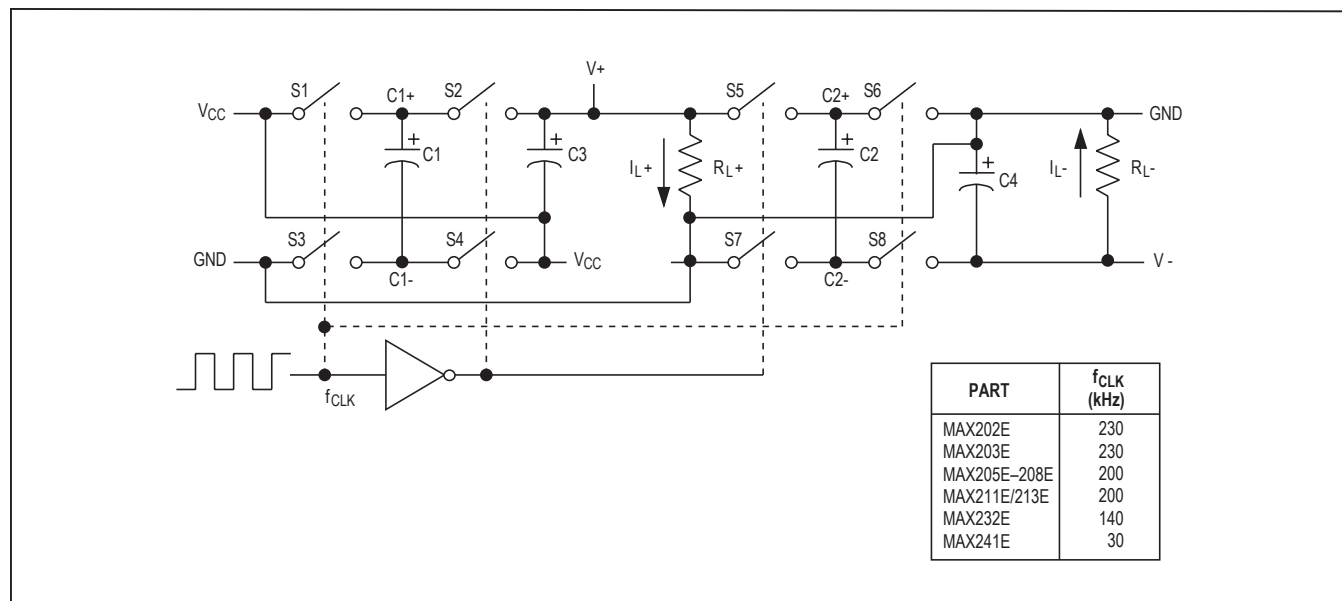 V+
S1 C1+ S2 S5 C2+ S6
VCC GND
+ + + +
C1 C3 IL+ RL+ C2 C4 IL- RL-
S3 S4 S7 S8
GND C1- VCC C2- V -
fCLK
PART fCLK (kHz)
MAX202E 230
MAX203E 230
MAX205E–208E 200
MAX211E/213E 200
MAX232E 140
MAX241E 30